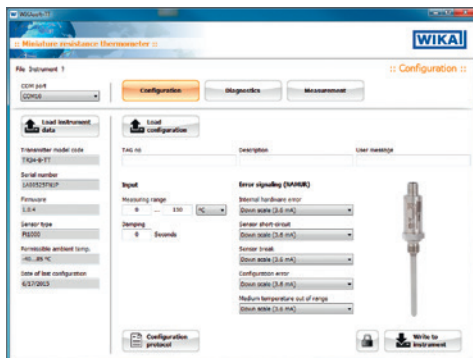 WIKAsoft-TT
:: Miniature resistance thermometer ::
WIKA
File Instrument ?
:: Configuration ::
COM port
COM10
Configuration
Diagnostics
Measurement
Load instrument
data
Load
configuration
Transmitter model code
TR34-B-TT
TAG no
Description
User message
Serial number
Firmware
1.0.4
Input
Error signaling (NAMUR)
Measuring range
0 ... 150 °C
Internal hardware error
Down scale (3.6 mA)
Sensor type
Pt1000
Damping
0 Seconds
Sensor short-circuit
Down scale (3.6 mA)
Permissible ambient temp.
-40...85 °C
Sensor break
Down scale (3.6 mA)
Date of last configuration
6/17/2013
Configuration error
Down scale (3.6 mA)
Medium temperature out of range
Down scale (3.6 mA)
Configuration
protocol
Write to
instrument